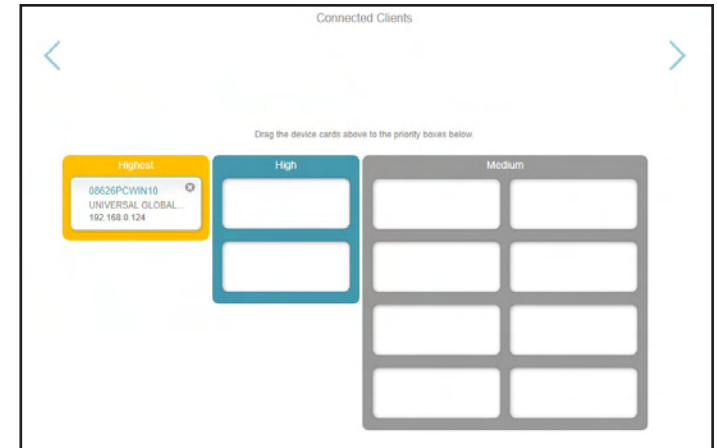 Connected Clients
Drag the device cards above to the priority boxes below.
Highest
High
Medium
08626PCWIN10
UNIVERSAL GLOBAL...
192.168.0.124